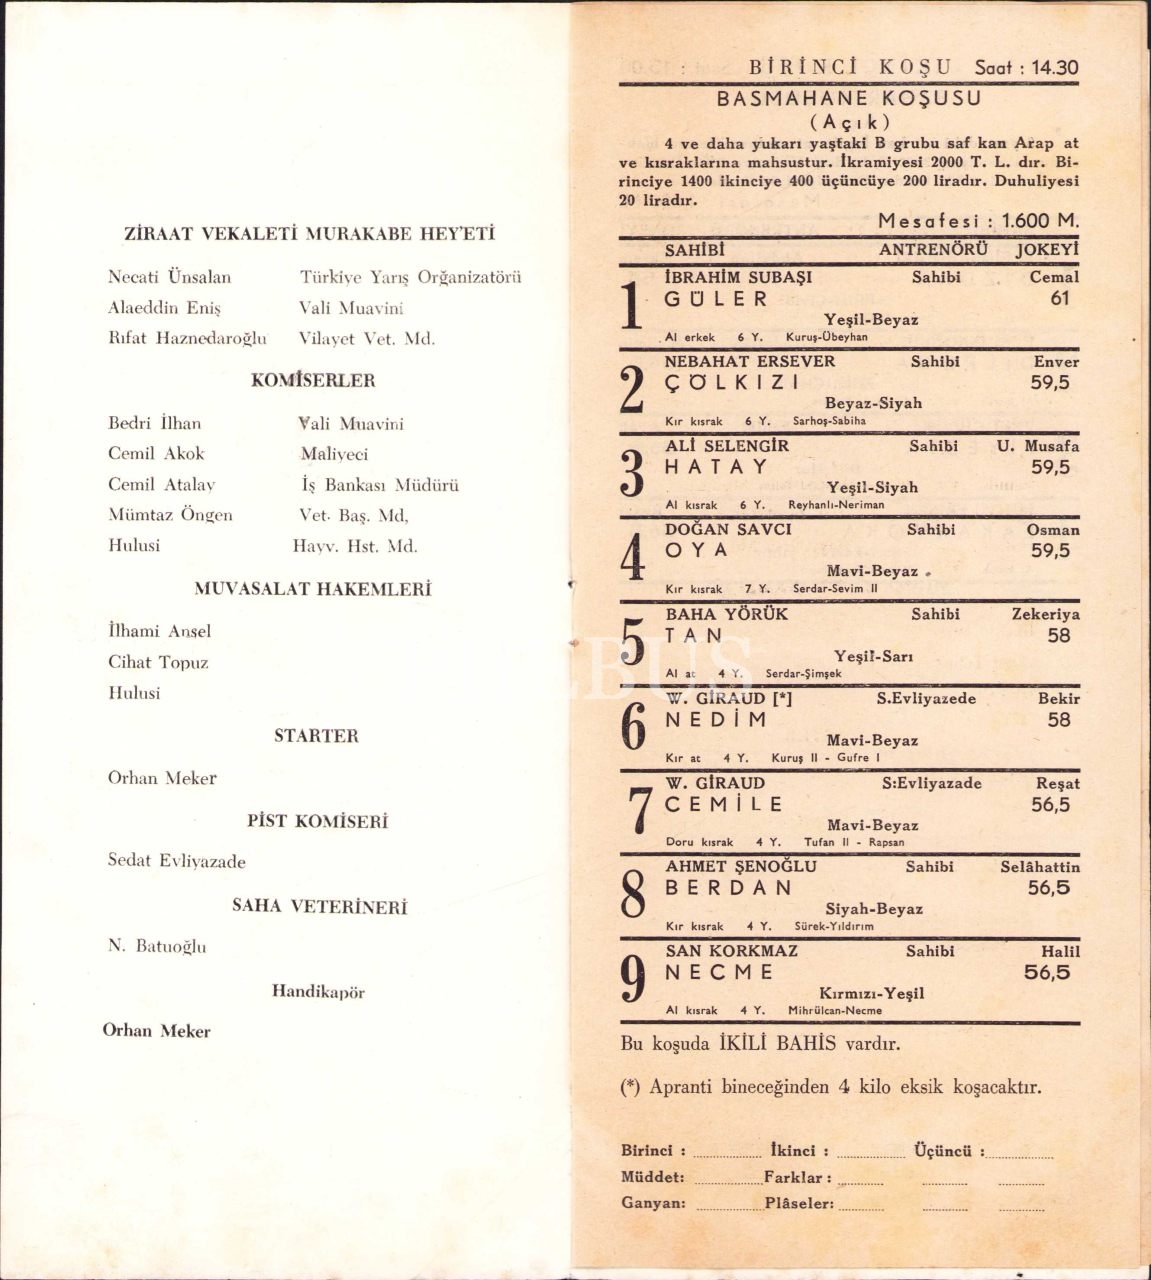 ZİRAAT VEKALETİ MURAKABE HEY'ETİ
Necati Ünsalan Türkiye Yarış Organizatörü
Alaeddin Eniş Vali Muavini
Rıfat Haznedaroğlu Vilayet Vet. Md.
KOMİSERLER
Bedri İlhan Vali Muavini
Cemil Akok Maliyeci
Cemil Atalay İş Bankası Müdürü
Mümtaz Öngen Vet. Baş. Md,
Hulusi Hayv. Hst. Md.
MUVASALAT HAKEMLERİ
İlhami Ansel
Cihat Topuz
Hulusi
STARTER
Orhan Meker
PİST KOMİSERİ
Sedat Evliyazade
SAHA VETERİNERİ
N. Batuoğlu
Handikapör
Orhan Meker
BİRİNCİ KOŞU Saat : 14.30
BASMAHANE KOŞUSU
(Açık)
4 ve daha yukarı yaştaki B grubu saf kan Arap at
ve kısraklarına mahsustur. İkramiyesi 2000 T. L. dır. Bi-
rinciye 1400 ikinciye 400 üçüncüye 200 liradır. Duhuliyesi
20 liradır.
Mesafesi : 1.600 M.
SAHİBİ ANTRENÖRÜ JOKEYİ
1 İBRAHİM SUBAŞI Sahibi Cemal
GÜLER 61
Yeşil-Beyaz
Al erkek 6 Y. Kuruş-Übeyhan
2 NEBAHAT ERSEVER Sahibi Enver
ÇÖLKIZI 59,5
Beyaz-Siyah
Kır kısrak 6 Y. Sarhoş-Sabiha
3 ALİ SELENGİR Sahibi U. Musafa
HATAY 59,5
Yeşil-Siyah
Al kısrak 6 Y. Reyhanlı-Neriman
4 DOĞAN SAVCI Sahibi Osman
OYA 59,5
Mavi-Beyaz
Kır kısrak 7 Y. Serdar-Sevim II
5 BAHA YÖRÜK Sahibi Zekeriya
TAN 58
Yeşil-Sarı
Al at 4 Y. Serdar-Şimşek
6 W. GİRAUD [*] S.Evliyazede Bekir
NEDİM 58
Mavi-Beyaz
Kır at 4 Y. Kuruş II - Gufre I
7 W. GİRAUD S:Evliyazade Reşat
CEMİLE 56,5
Mavi-Beyaz
Doru kısrak 4 Y. Tufan II - Rapsan
8 AHMET ŞENOĞLU Sahibi Selâhattin
BERDAN 56,5
Siyah-Beyaz
Kır kısrak 4 Y. Sürek-Yıldırım
9 SAN KORKMAZ Sahibi Halil
NECME 56,5
Kırmızı-Yeşil
Al kısrak 4 Y. Mihrülcan-Necme
Bu koşuda İKİLİ BAHİS vardır.
(*) Apranti bineceğinden 4 kilo eksik koşacaktır.
Birinci : İkinci : Üçüncü :
Müddet: Farklar :
Ganyan: Plâseler: